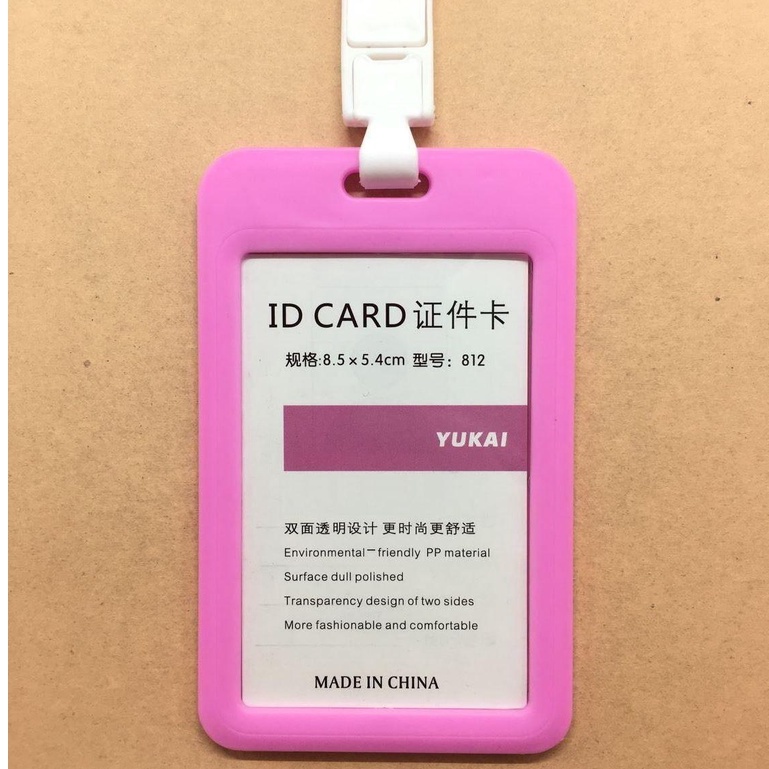 ID CARD 证件卡
规格:8.5×5.4cm 型号：812
YUKAI
双面透明设计 更时尚更舒适
Environmental－friendly PP material
Surface dull polished
Transparency design of two sides
More fashionable and comfortable
MADE IN CHINA